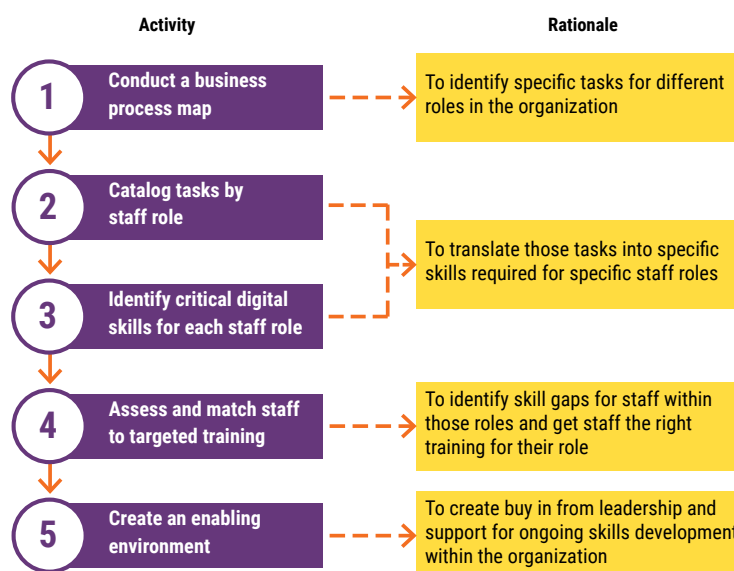 Activity
Rationale
1
Conduct a business
process map
To identify specific tasks for different
roles in the organization
2
Catalog tasks by
staff role
3
Identify critical digital
skills for each staff role
To translate those tasks into specific
skills required for specific staff roles
4
Assess and match staff
to targeted training
To identify skill gaps for staff within
those roles and get staff the right
training for their role
5
Create an enabling
environment
To create buy in from leadership and
support for ongoing skills development
within the organization